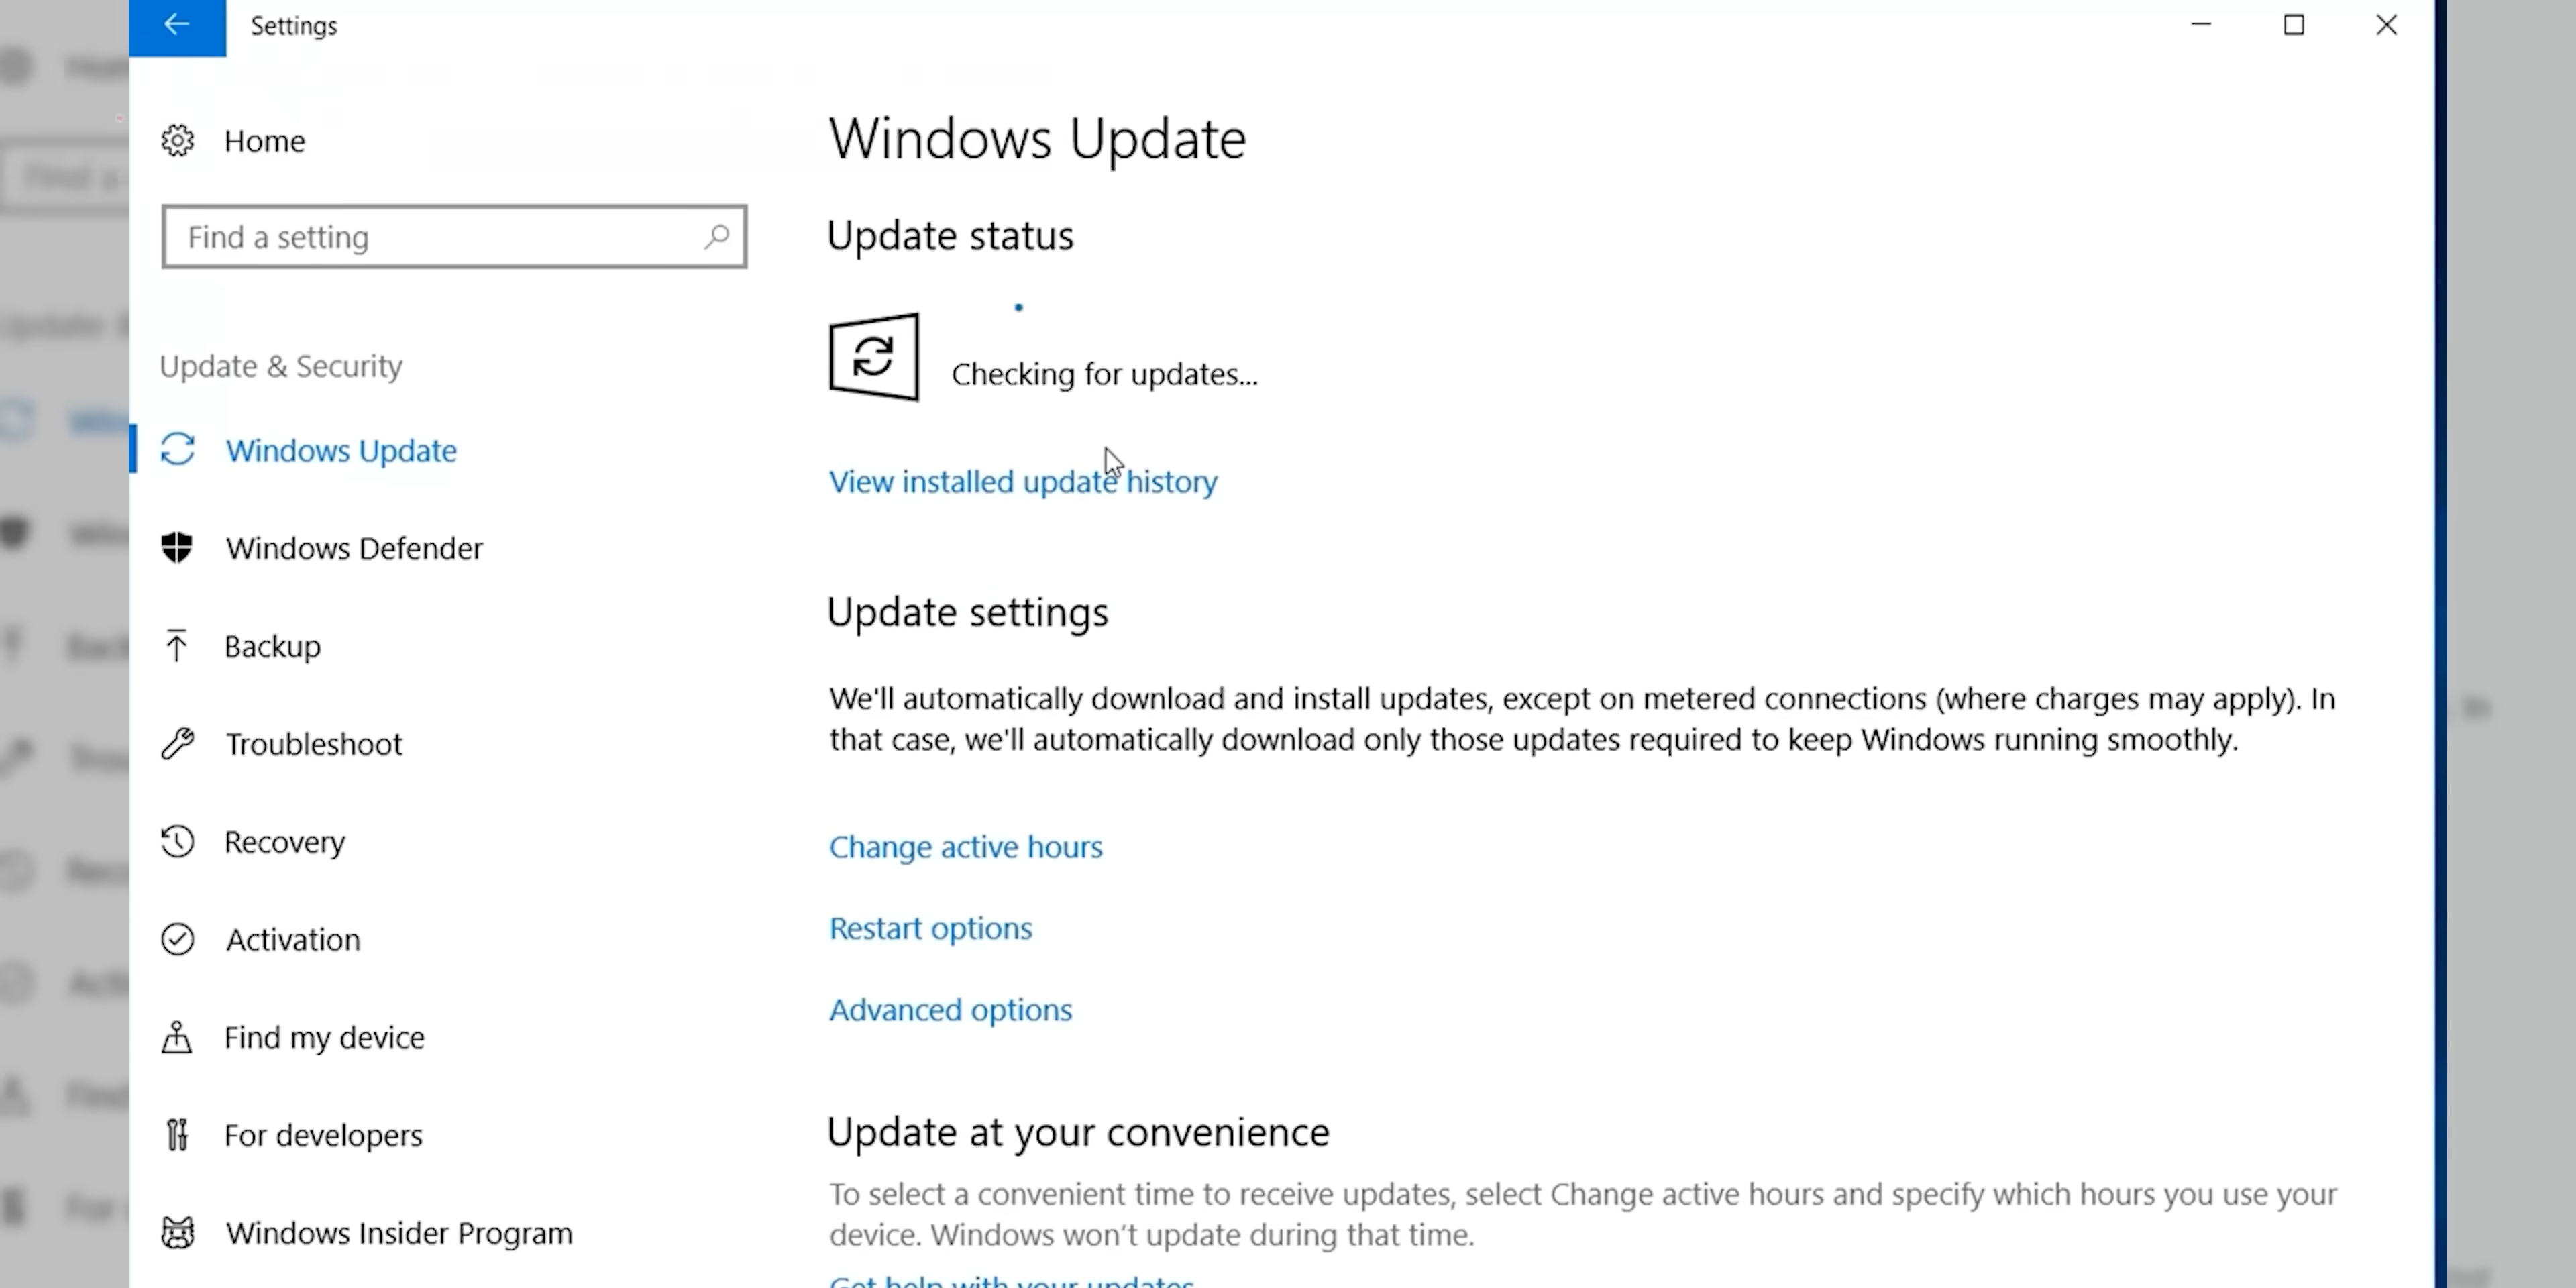 Settings
Home
Find a setting
Update & Security
Windows Update
Windows Defender
Backup
Troubleshoot
Recovery
Activation
Find my device
For developers
Windows Insider Program
Windows Update
Update status
Checking for updates...
View installed update history
Update settings
We'll automatically download and install updates, except on metered connections (where charges may apply). In
that case, we'll automatically download only those updates required to keep Windows running smoothly.
Change active hours
Restart options
Advanced options
Update at your convenience
To select a convenient time to receive updates, select Change active hours and specify which hours you use your
device. Windows won't update during that time.
Get help with your updates